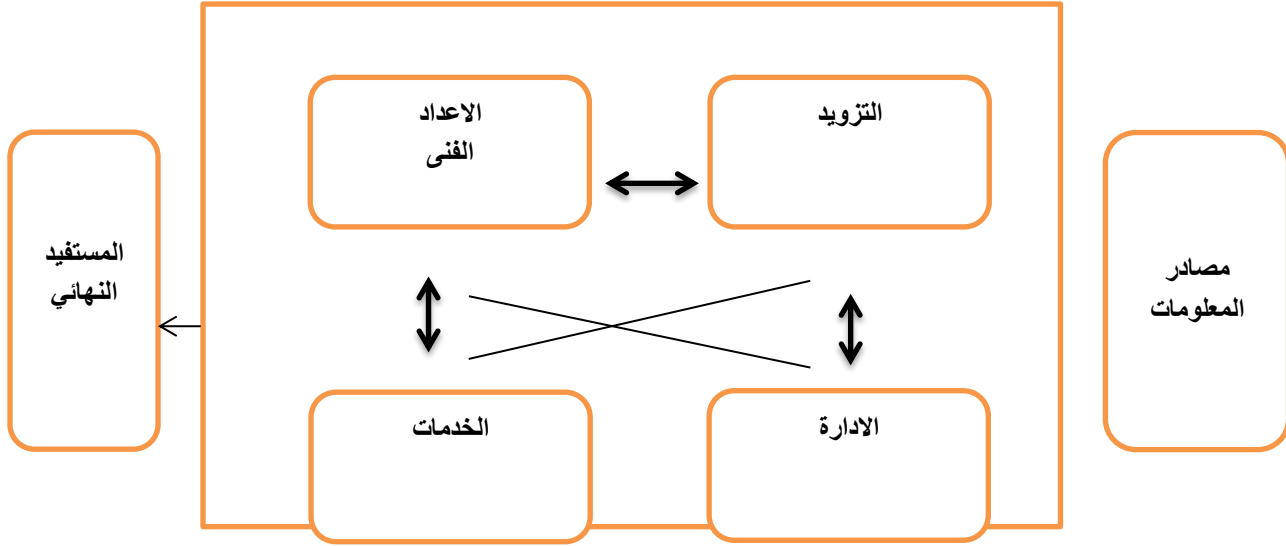 التزويد
الاعداد
الفنى
مصادر
المعلومات
المستفيد
النهائي
الادارة
الخدمات